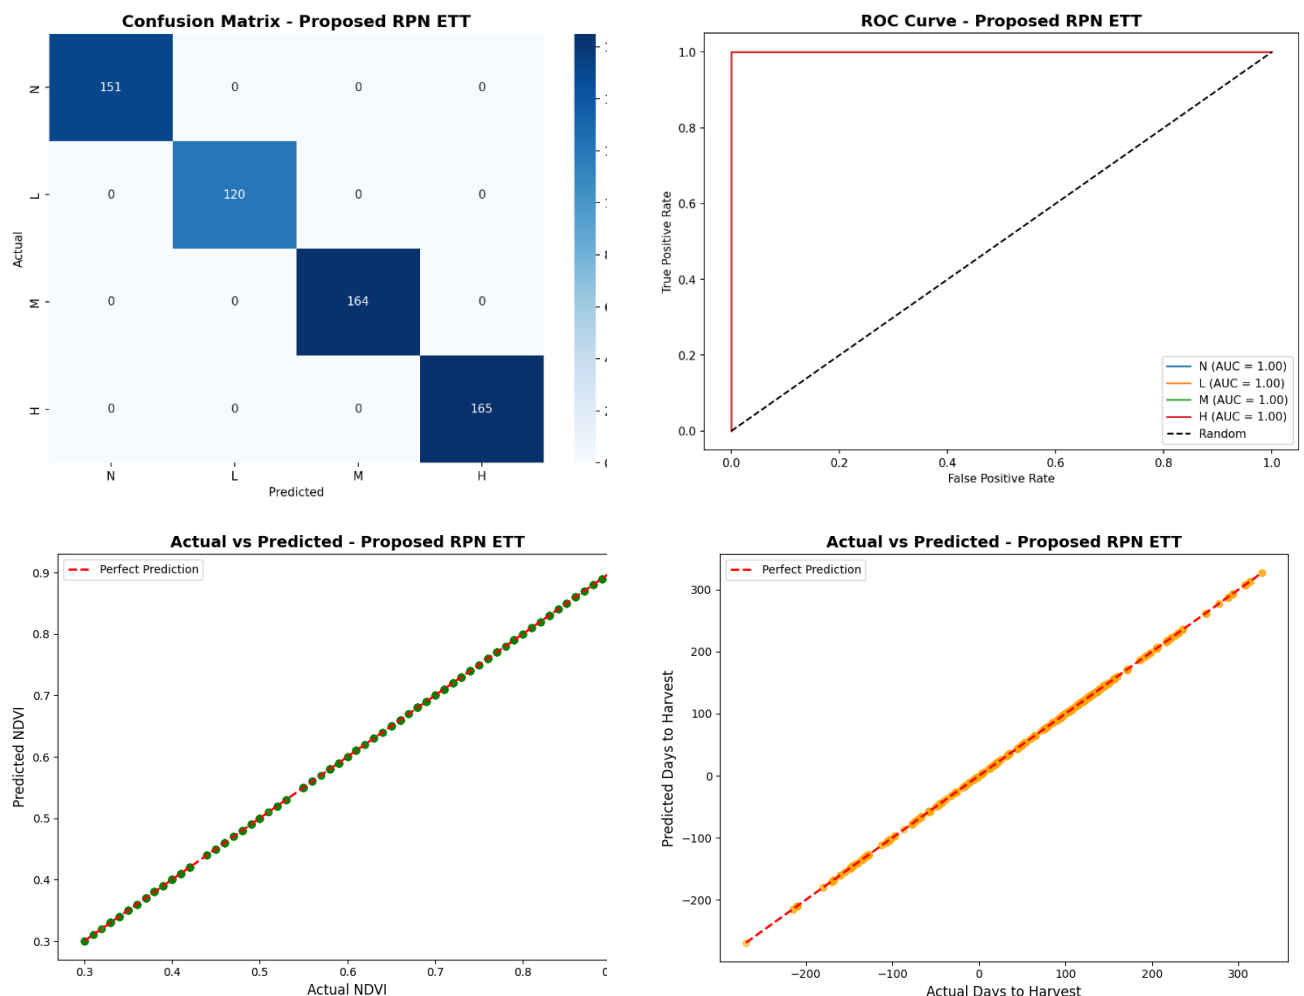 Confusion Matrix - Proposed RPN ETT
N
151
0
0
0
L
0
120
0
0
M
0
0
164
0
H
0
0
0
165
Actual
N
L
M
H
Predicted
ROC Curve - Proposed RPN ETT
1.0
0.8
0.6
0.4
0.2
0.0
True Positive Rate
N (AUC = 1.00)
L (AUC = 1.00)
M (AUC = 1.00)
H (AUC = 1.00)
Random
0.0
0.2
0.4
0.6
0.8
1.0
False Positive Rate
Actual vs Predicted - Proposed RPN ETT
Perfect Prediction
0.9
0.8
0.7
0.6
0.5
0.4
0.3
Predicted NDVI
0.3
0.4
0.5
0.6
0.7
0.8
Actual NDVI
Actual vs Predicted - Proposed RPN ETT
Perfect Prediction
300
200
100
0
−100
−200
Predicted Days to Harvest
−200
−100
0
100
200
300
Actual Days to Harvest